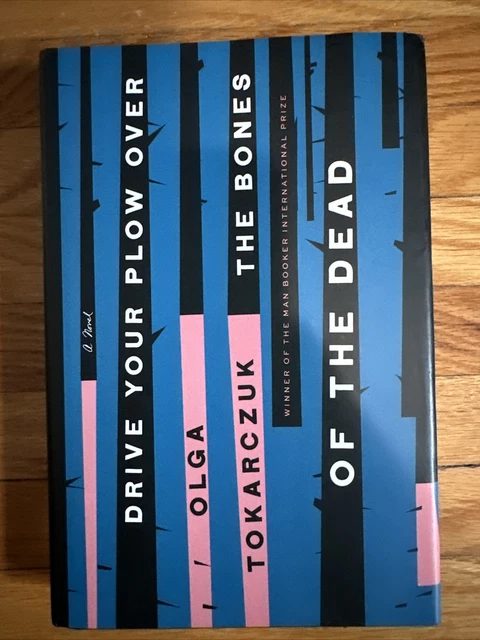 A Novel
DRIVE YOUR PLOW OVER
THE BONES
OF THE DEAD
OLGA
TOKARCZUK
WINNER OF THE MAN BOOKER INTERNATIONAL PRIZE